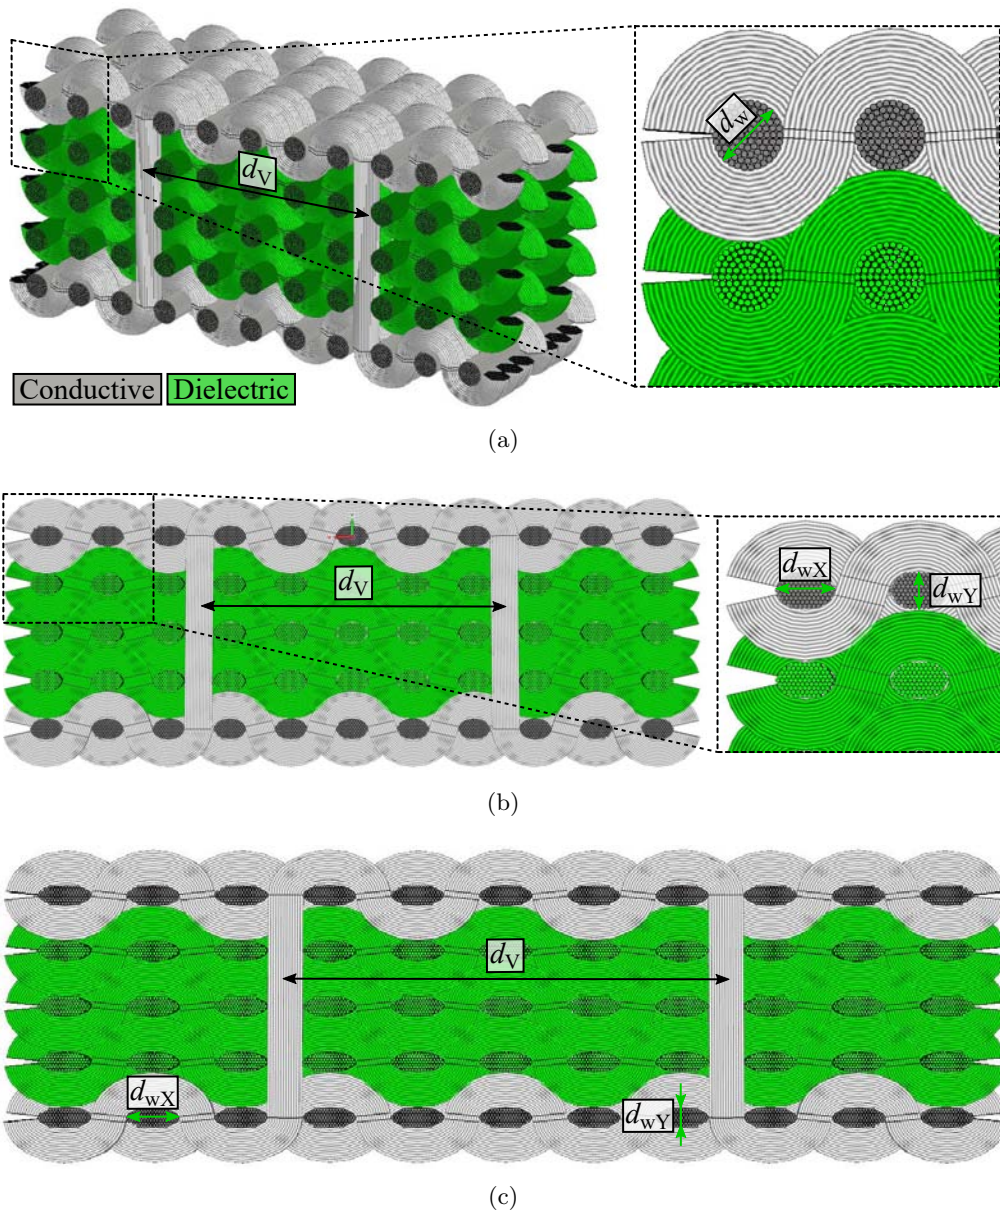 d_w
d_V
Conductive Dielectric
(a)
d_wX
d_wY
d_V
(b)
d_V
d_wX
d_wY
(c)